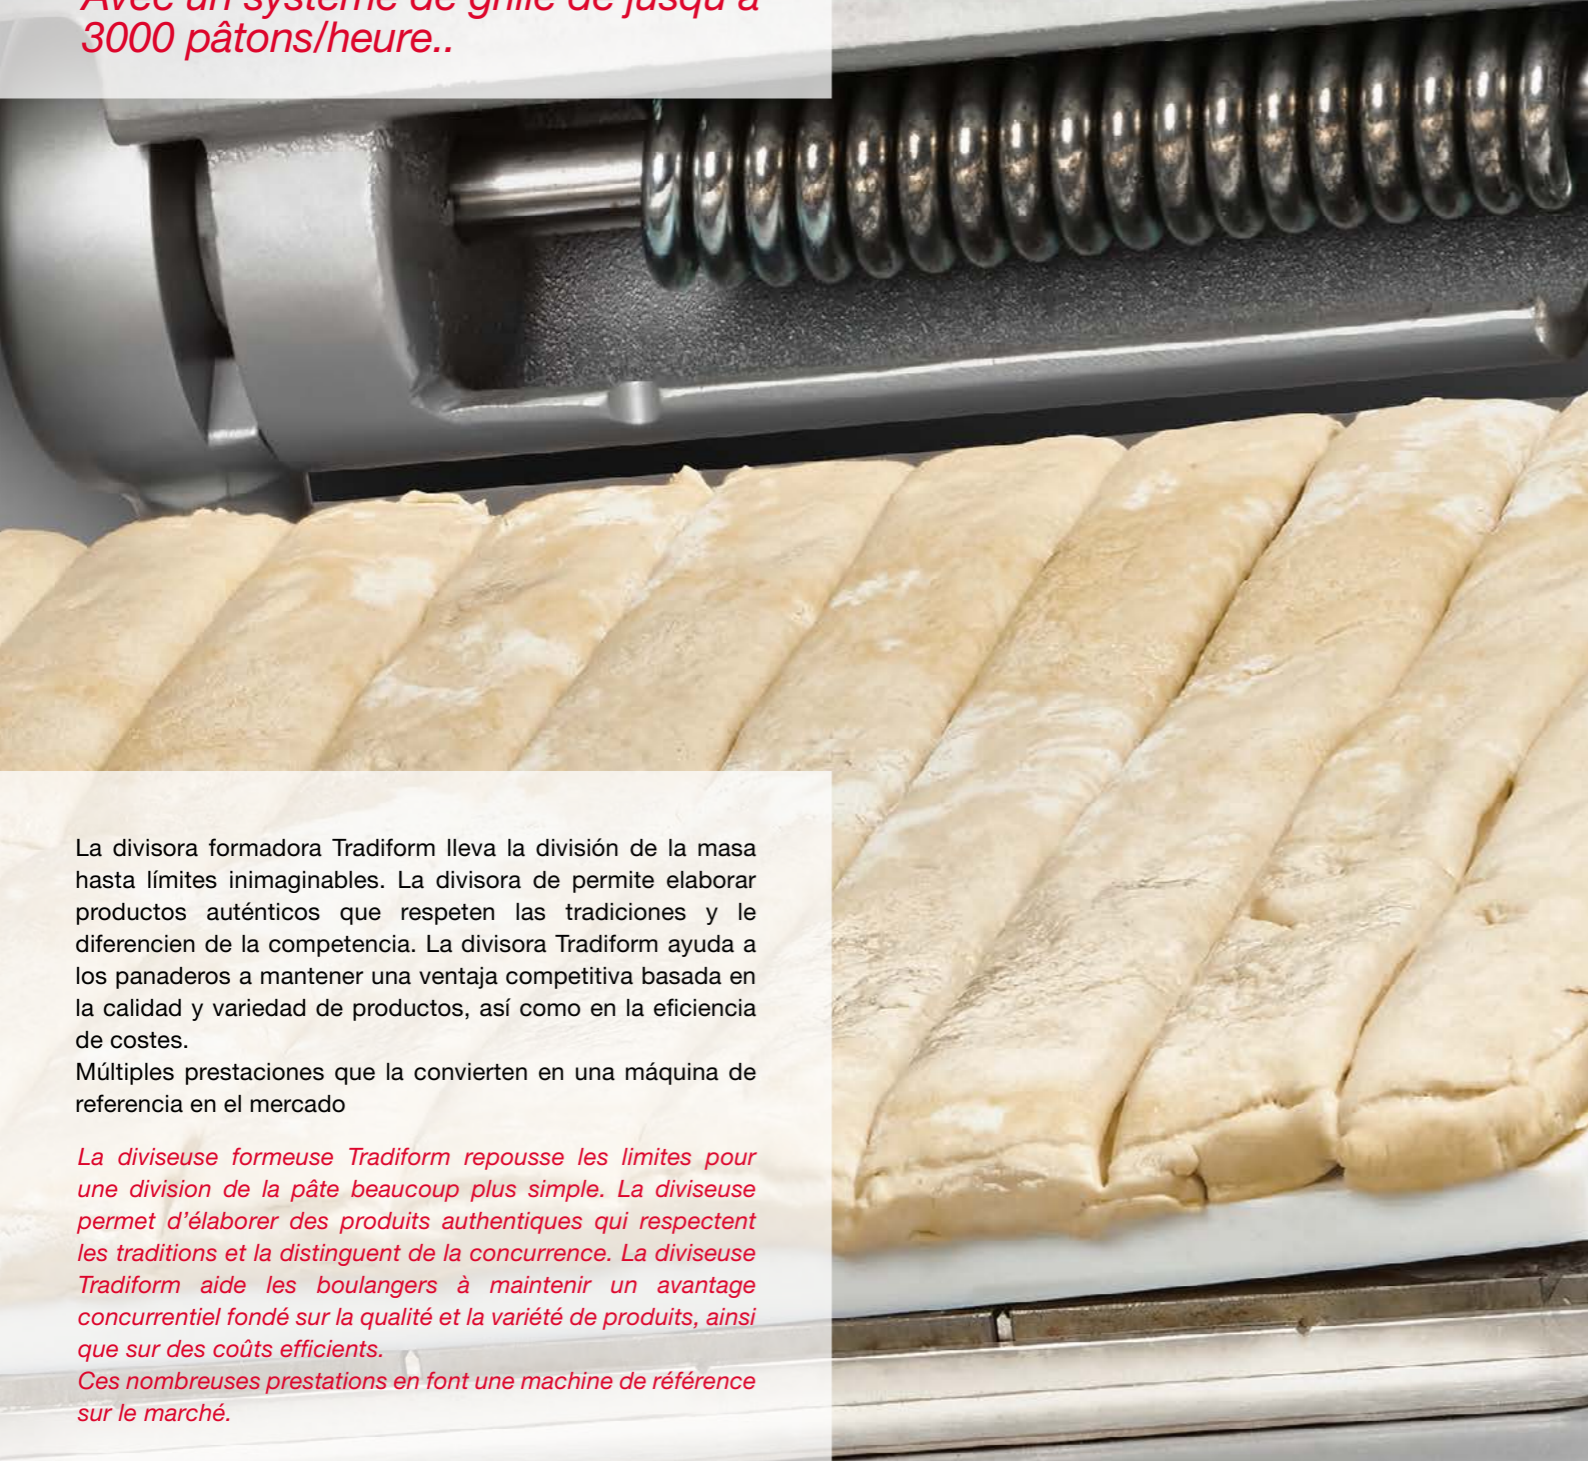 Avec un système de grille de jusqu'à
3000 pâtons/heure..
La divisora formadora Tradiform lleva la división de la masa
hasta límites inimaginables. La divisora de permite elaborar
productos auténticos que respeten las tradiciones y le
diferencien de la competencia. La divisora Tradiform ayuda a
los panaderos a mantener una ventaja competitiva basada en
la calidad y variedad de productos, así como en la eficiencia
de costes.
Múltiples prestaciones que la convierten en una máquina de
referencia en el mercado
La diviseuse formeuse Tradiform repousse les limites pour
une division de la pâte beaucoup plus simple. La diviseuse
permet d’élaborer des produits authentiques qui respectent
les traditions et la distinguent de la concurrence. La diviseuse
Tradiform aide les boulangers à maintenir un avantage
concurrentiel fondé sur la qualité et la variété de produits, ainsi
que sur des coûts efficients.
Ces nombreuses prestations en font une machine de référence
sur le marché.